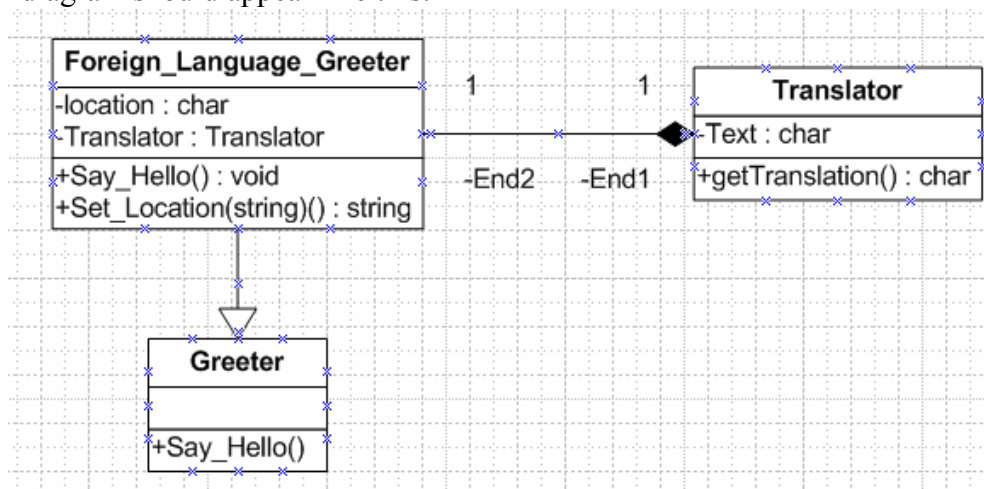 Foreign_Language_Greeter
-location : char
-Translator : Translator
+Say_Hello() : void
+Set_Location(string)() : string
1
1
-End2
-End1
Translator
-Text : char
+getTranslation() : char
Greeter
+Say_Hello()